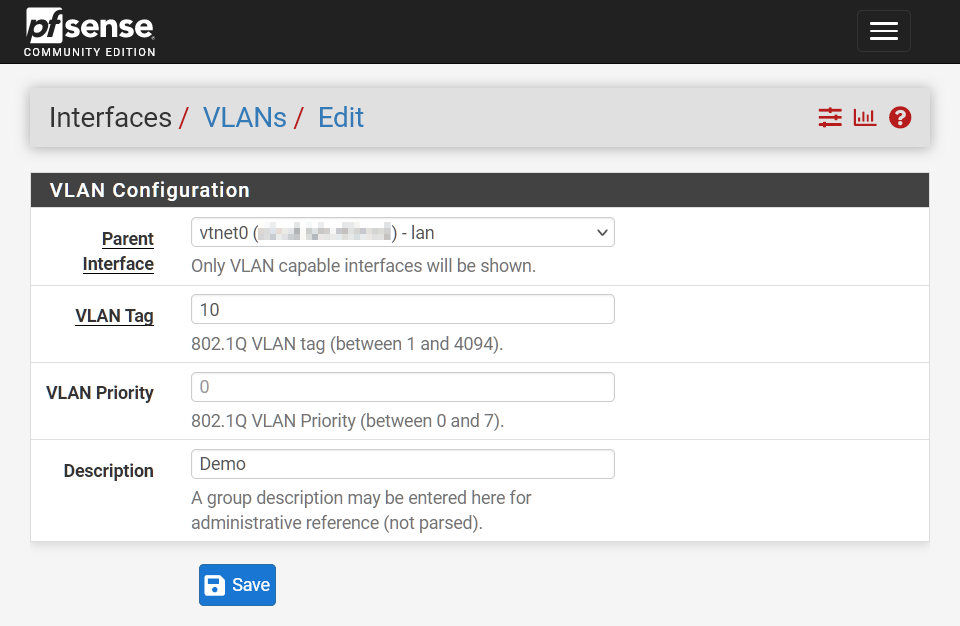 pfsense
COMMUNITY EDITION
Interfaces / VLANs / Edit
VLAN Configuration
Parent Interface
vtnet0 ( ) - lan
Only VLAN capable interfaces will be shown.
VLAN Tag
10
802.1Q VLAN tag (between 1 and 4094).
VLAN Priority
0
802.1Q VLAN Priority (between 0 and 7).
Description
Demo
A group description may be entered here for
administrative reference (not parsed).
Save